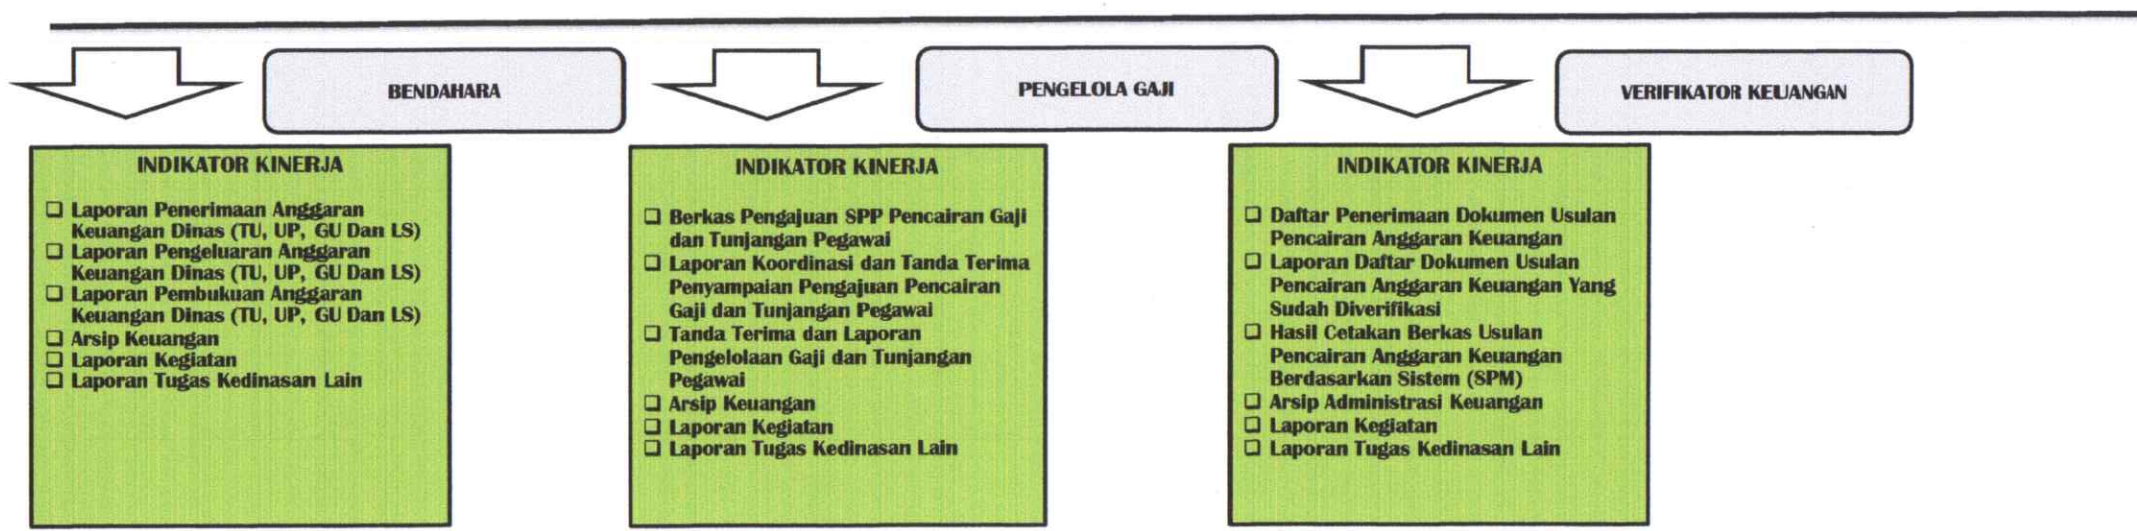 BENDAHARA
INDIKATOR KINERJA
❑ Laporan Penerimaan Anggaran
Keuangan Dinas (TU, UP, GU Dan LS)
❑ Laporan Pengeluaran Anggaran
Keuangan Dinas (TU, UP, GU Dan LS)
❑ Laporan Pembukuan Anggaran
Keuangan Dinas (TU, UP, GU Dan LS)
❑ Arsip Keuangan
❑ Laporan Kegiatan
❑ Laporan Tugas Kedinasan Lain
PENGELOLA GAJI
INDIKATOR KINERJA
❑ Berkas Pengajuan SPP Pencairan Gaji
dan Tunjangan Pegawai
❑ Laporan Koordinasi dan Tanda Terima
Penyampaian Pengajuan Pencairan
Gaji dan Tunjangan Pegawai
❑ Tanda Terima dan Laporan
Pengelolaan Gaji dan Tunjangan
Pegawai
❑ Arsip Keuangan
❑ Laporan Kegiatan
❑ Laporan Tugas Kedinasan Lain
VERIFIKATOR KEUANGAN
INDIKATOR KINERJA
❑ Daftar Penerimaan Dokumen Usulan
Pencairan Anggaran Keuangan
❑ Laporan Daftar Dokumen Usulan
Pencairan Anggaran Keuangan Yang
Sudah Diverifikasi
❑ Hasil Cetakan Berkas Usulan
Pencairan Anggaran Keuangan
Berdasarkan Sistem (SPM)
❑ Arsip Administrasi Keuangan
❑ Laporan Kegiatan
❑ Laporan Tugas Kedinasan Lain